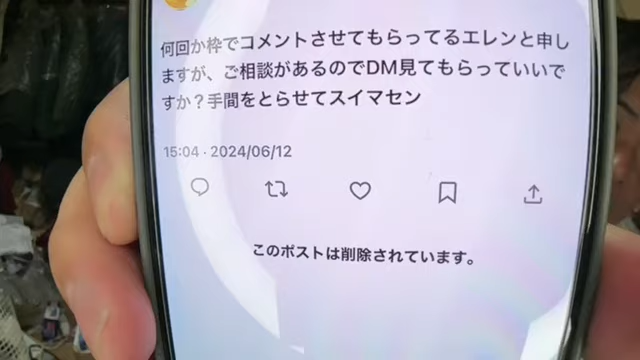 何回か枠でコメントさせてもらってるエレンと申し
ますが、ご相談があるのでDM見てもらっていいで
すか？手間をとらせてスイマセン
15:04 · 2024/06/12
このポストは削除されています。